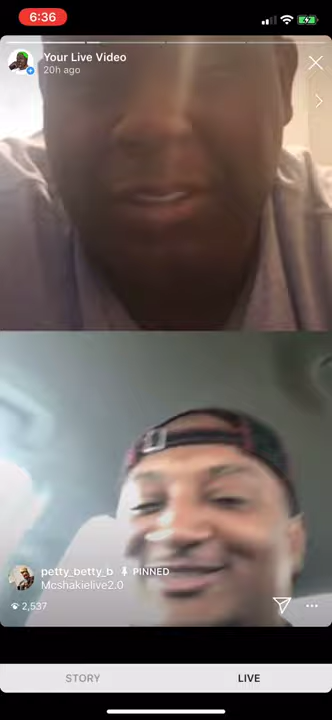 6:36
Your Live Video
20h ago
petty_betty_b PINNED
Mcshakielive2.0
2,537
STORY
LIVE